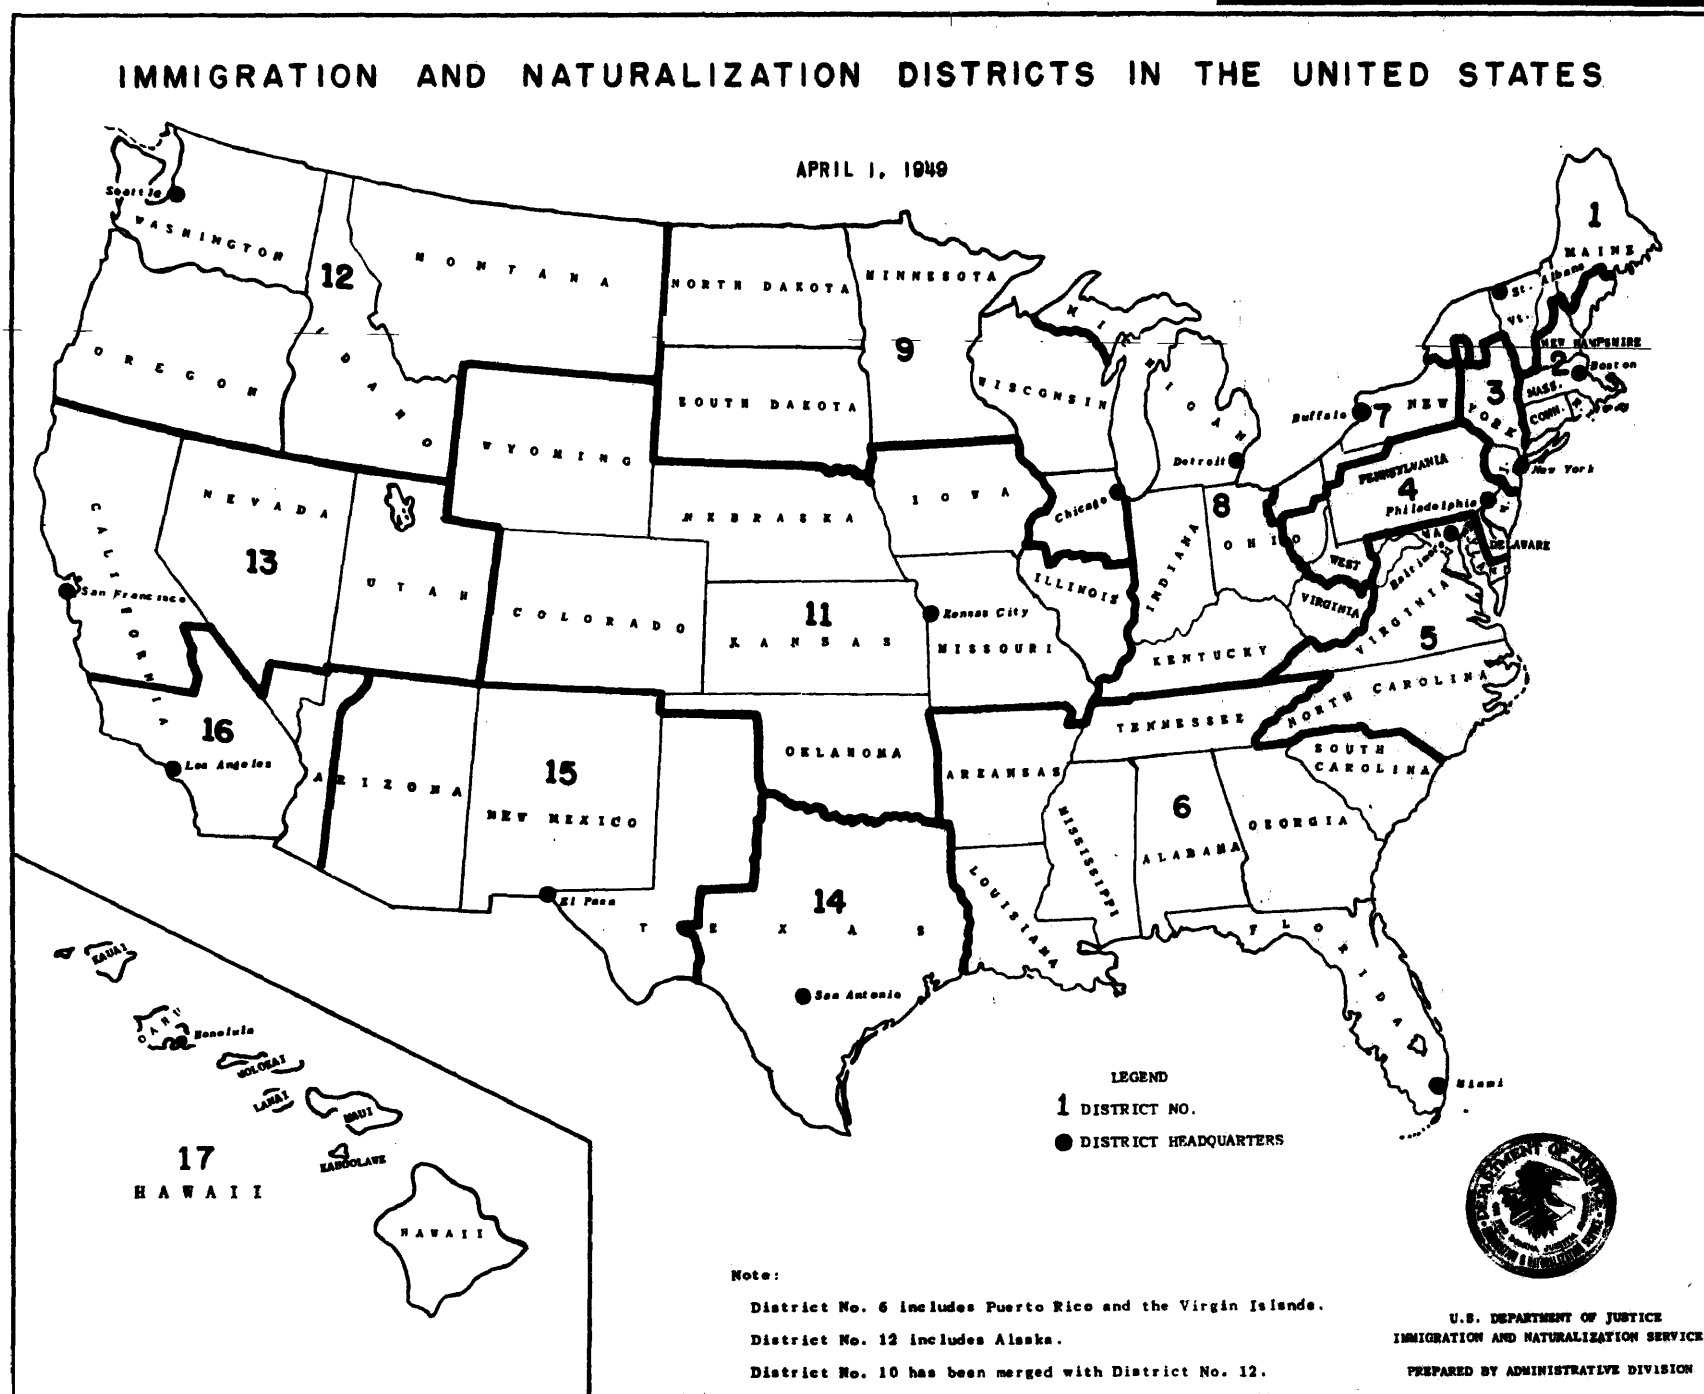 IMMIGRATION AND NATURALIZATION DISTRICTS IN THE UNITED STATES
APRIL 1, 1949
Seattle
WASHINGTON
12
MONTANA
NORTH DAKOTA
MINNESOTA
1
MAINE
St. Albans
Vt.
OREGON
IDAHO
9
MI
NEW HAMPSHIRE
2
Boston
MASS.
CONN.
R I
WYOMING
SOUTH DAKOTA
WISCONSIN
MICHIGAN
Detroit
Buffalo
7
NEW YORK
3
New York
N. J.
CALIFORNIA
NEVADA
13
UTAH
NEBRASKA
IOWA
Chicago
8
PENNSYLVANIA
4
Philadelphia
DELAWARE
San Francisco
COLORADO
11
KANSAS
Kansas City
MISSOURI
ILLINOIS
INDIANA
OHIO
WEST
VIRGINIA
Baltimore
MARYLAND
VIRGINIA
5
KENTUCKY
16
Los Angeles
ARIZONA
15
NEW MEXICO
OKLAHOMA
ARKANSAS
TENNESSEE
NORTH CAROLINA
SOUTH
CAROLINA
El Paso
14
TEXAS
San Antonio
LOUISIANA
MISSISSIPPI
6
ALABAMA
GEORGIA
FLORIDA
Miami
KAUAI
OAHU
Honolulu
MOLOKAI
LANAI
MAUI
KAHOOLAWE
17
HAWAII
HAWAII
LEGEND
1 DISTRICT NO.
DISTRICT HEADQUARTERS
DEPARTMENT OF JUSTICE
IMMIGRATION & NATURALIZATION SERVICE
Note:
District No. 6 includes Puerto Rico and the Virgin Islands.
District No. 12 includes Alaska.
District No. 10 has been merged with District No. 12.
U.S. DEPARTMENT OF JUSTICE
IMMIGRATION AND NATURALIZATION SERVICE
PREPARED BY ADMINISTRATIVE DIVISION